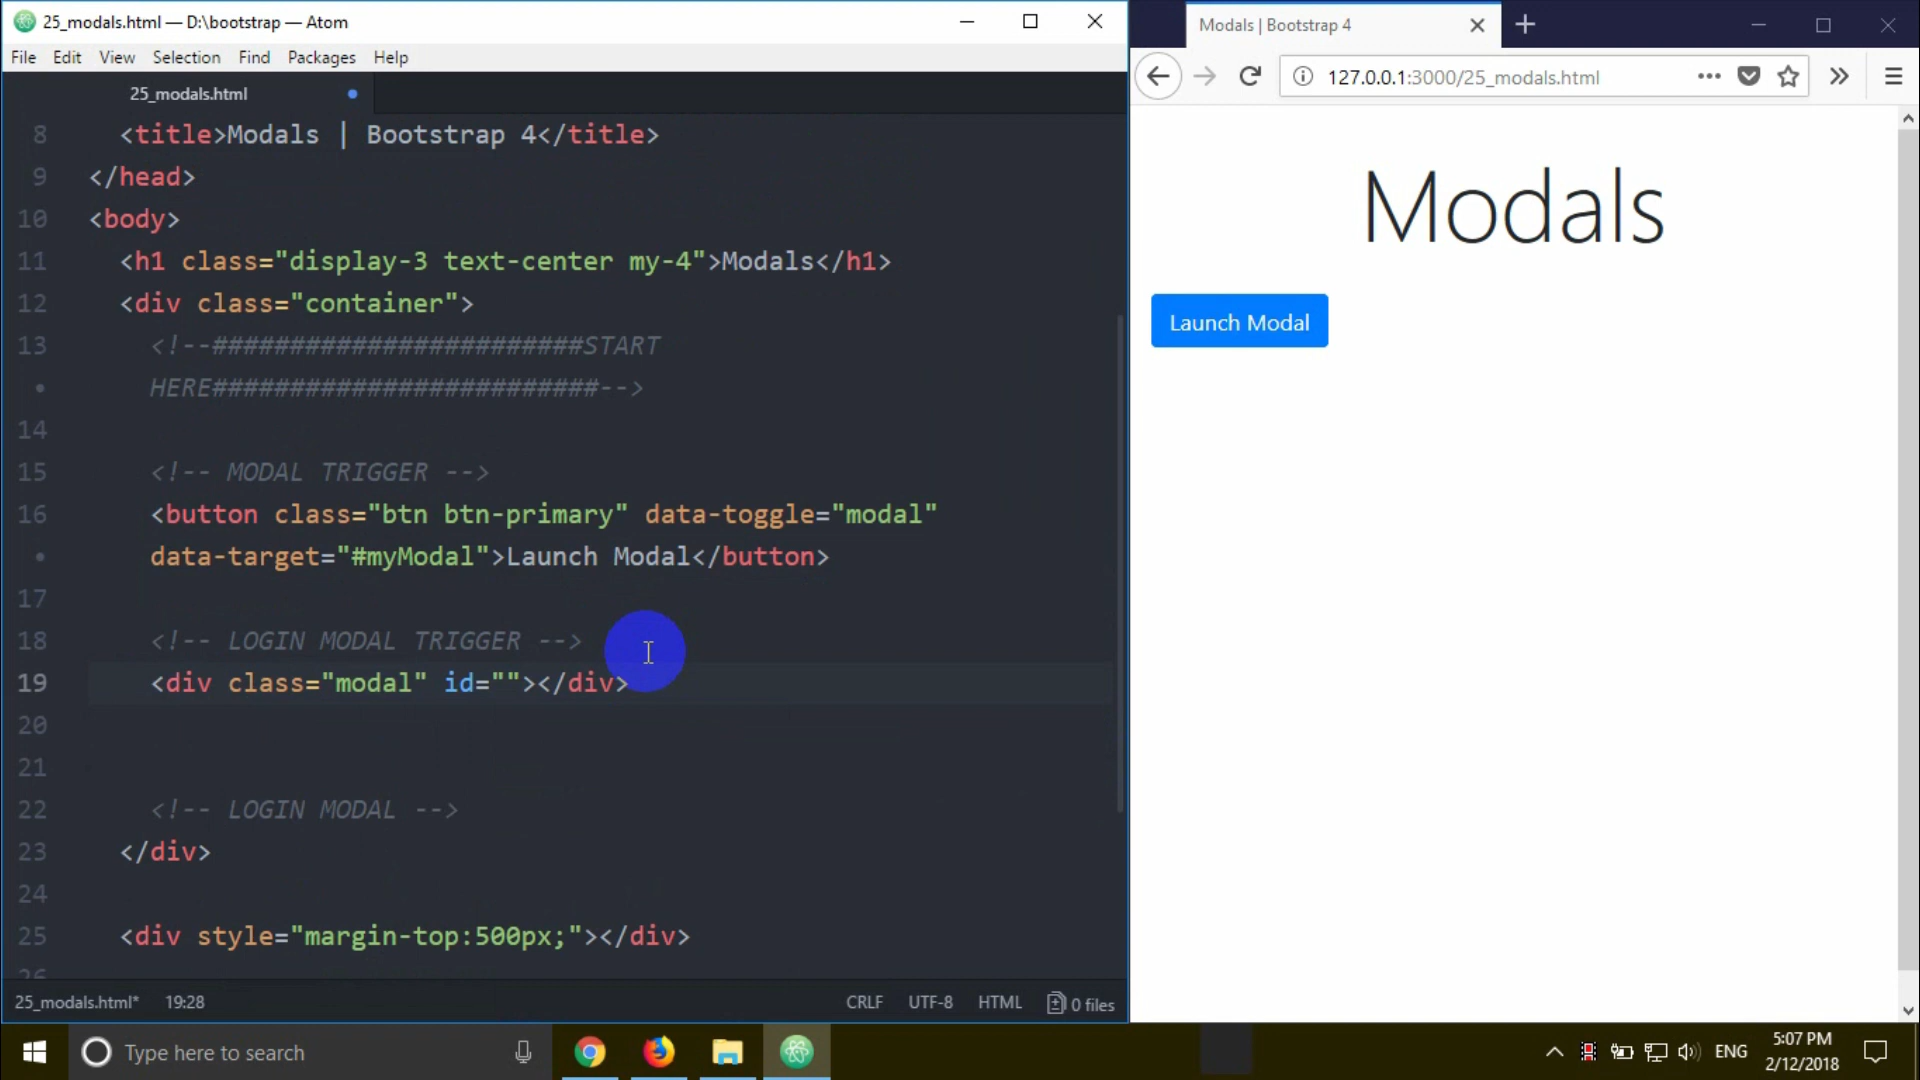 25_modals.html — D:\bootstrap — Atom
File Edit View Selection Find Packages Help
25_modals.html
8 <title>Modals | Bootstrap 4</title>
9 </head>
10 <body>
11 <h1 class="display-3 text-center my-4">Modals</h1>
12 <div class="container">
13 <!--########################START
• HERE#########################-->
14
15 <!-- MODAL TRIGGER -->
16 <button class="btn btn-primary" data-toggle="modal"
• data-target="#myModal">Launch Modal</button>
17
18 <!-- LOGIN MODAL TRIGGER -->
19 <div class="modal" id=""></div>
20
21
22 <!-- LOGIN MODAL -->
23 </div>
24
25 <div style="margin-top:500px;"></div>
26
25_modals.html* 19:28 CRLF UTF-8 HTML 0 files
Modals | Bootstrap 4
127.0.0.1:3000/25_modals.html
Modals
Launch Modal
Type here to search
ENG
5:07 PM
2/12/2018